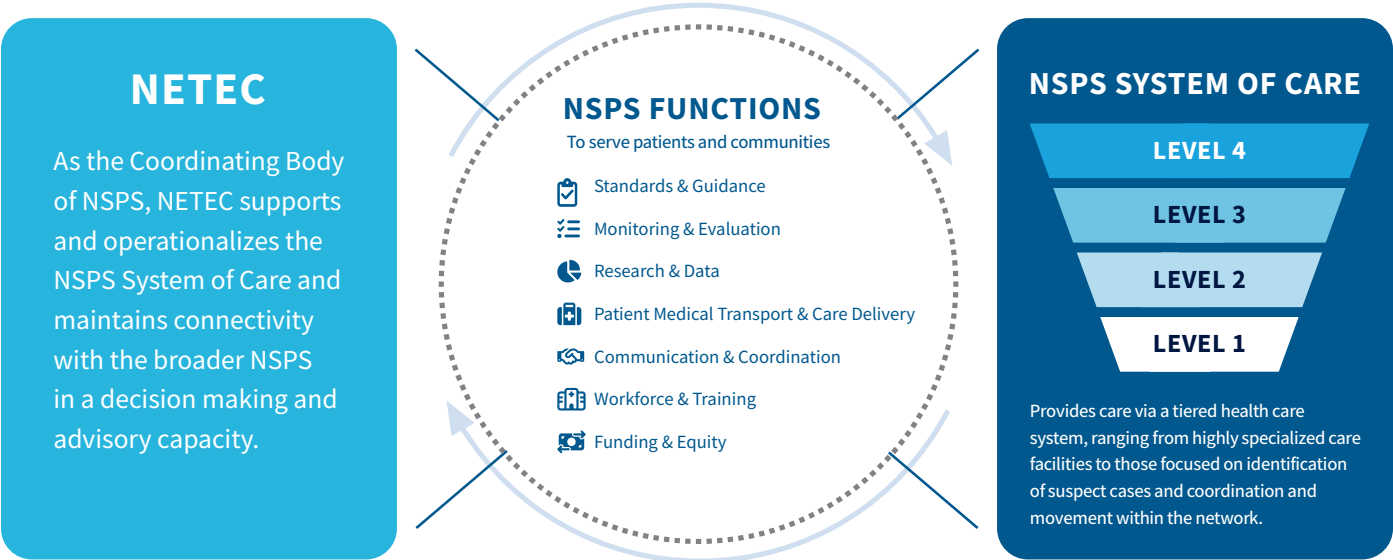 NETEC
As the Coordinating Body
of NSPS, NETEC supports
and operationalizes the
NSPS System of Care and
maintains connectivity
with the broader NSPS
in a decision making and
advisory capacity.
NSPS FUNCTIONS
To serve patients and communities
Standards & Guidance
Monitoring & Evaluation
Research & Data
Patient Medical Transport & Care Delivery
Communication & Coordination
Workforce & Training
Funding & Equity
NSPS SYSTEM OF CARE
LEVEL 4
LEVEL 3
LEVEL 2
LEVEL 1
Provides care via a tiered health care
system, ranging from highly specialized care
facilities to those focused on identification
of suspect cases and coordination and
movement within the network.